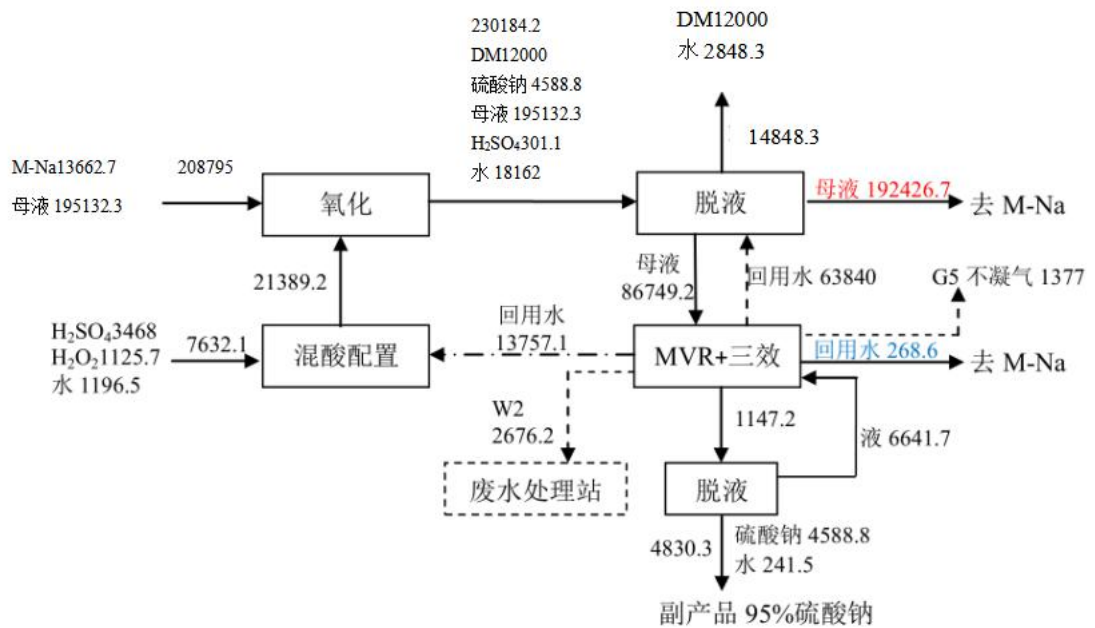 230184.2
DM12000
硫酸钠 4588.8
母液 195132.3
H₂SO₄301.1
水 18162
DM12000
水 2848.3
14848.3
M-Na13662.7
208795
母液 195132.3
氧化
脱液
母液 192426.7
去 M-Na
21389.2
母液
86749.2
回用水 63840
G5 不凝气 1377
H₂SO₄3468
H₂O₂1125.7
水 1196.5
7632.1
混酸配置
回用水
13757.1
MVR+三效
回用水 268.6
去 M-Na
W2
2676.2
1147.2
液 6641.7
废水处理站
脱液
4830.3
硫酸钠 4588.8
水 241.5
副产品 95%硫酸钠